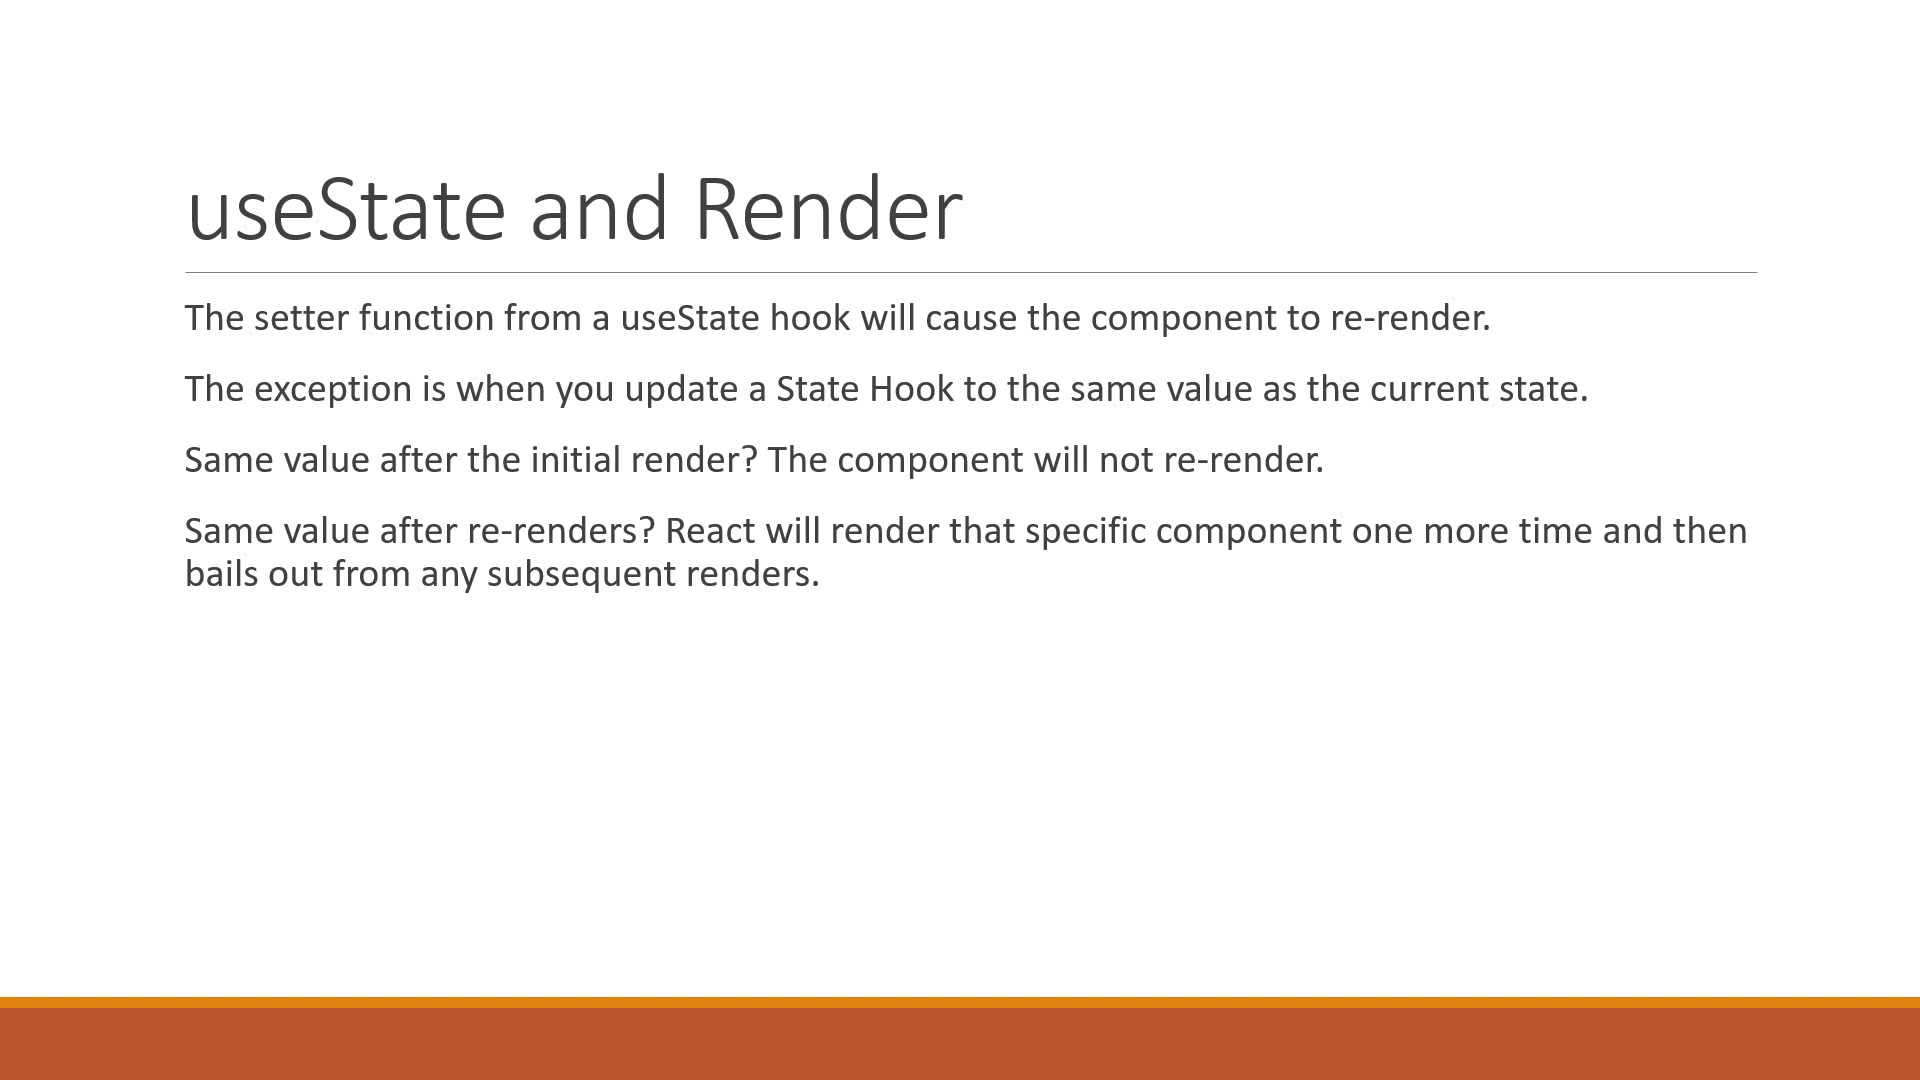 useState and Render
The setter function from a useState hook will cause the component to re-render.
The exception is when you update a State Hook to the same value as the current state.
Same value after the initial render? The component will not re-render.
Same value after re-renders? React will render that specific component one more time and then
bails out from any subsequent renders.